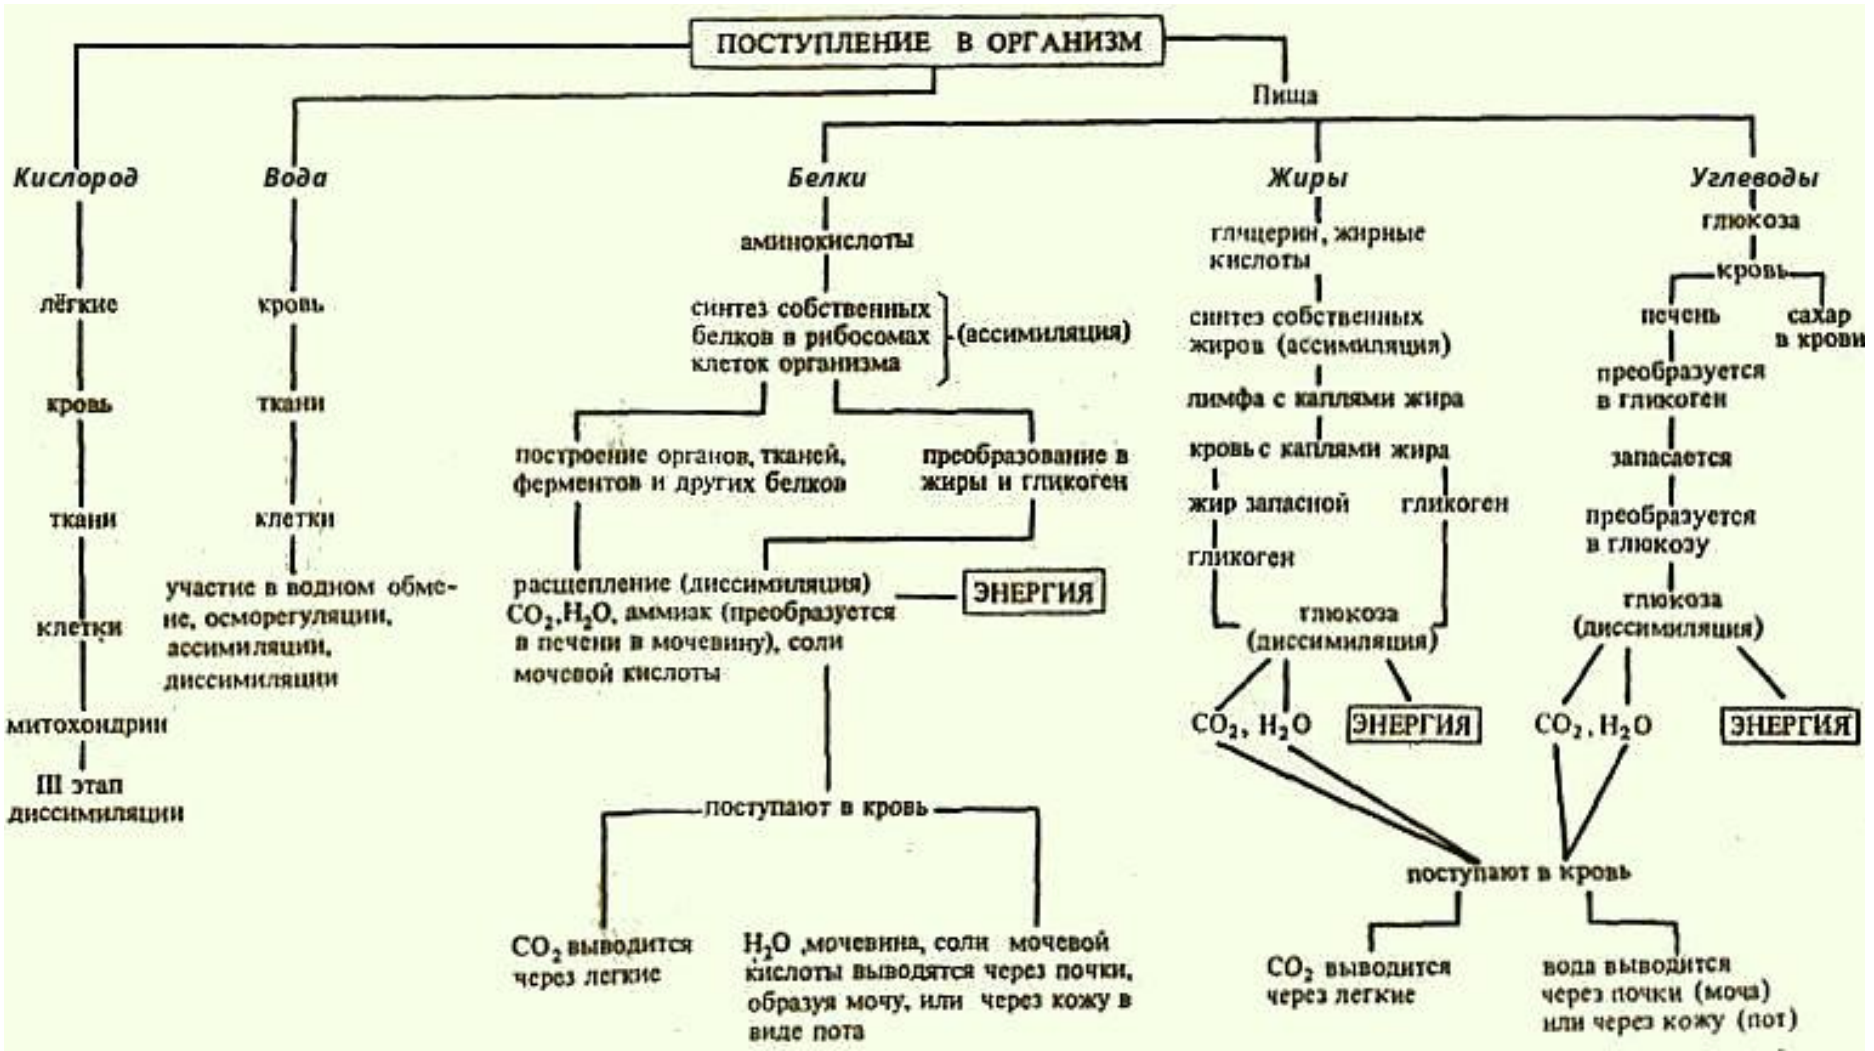 ПОСТУПЛЕНИЕ В ОРГАНИЗМ
Пища
Кислород
лёгкие
кровь
ткани
клетки
митохондрии
III этап
диссимиляции
Вода
кровь
ткани
клетки
участие в водном обме-
не, осморегуляции,
ассимиляции,
диссимиляции
Белки
аминокислоты
синтез собственных
белков в рибосомах
клеток организма
(ассимиляция)
построение органов, тканей,
ферментов и других белков
преобразование в
жиры и гликоген
расщепление (диссимиляция)
CO₂, H₂O, аммиак (преобразуется
в печени в мочевину), соли
мочевой кислоты
ЭНЕРГИЯ
поступают в кровь
CO₂ выводится
через легкие
H₂O ,мочевина, соли мочевой
кислоты выводятся через почки,
образуя мочу, или через кожу в
виде пота
Жиры
глицерин, жирные
кислоты
синтез собственных
жиров (ассимиляция)
лимфа с каплями жира
кровь с каплями жира
жир запасной
гликоген
гликоген
глюкоза
(диссимиляция)
CO₂, H₂O
ЭНЕРГИЯ
Углеводы
глюкоза
кровь
печень
сахар
в крови
преобразуется
в гликоген
запасается
преобразуется
в глюкозу
глюкоза
(диссимиляция)
CO₂, H₂O
ЭНЕРГИЯ
поступают в кровь
CO₂ выводится
через легкие
вода выводится
через почки (моча)
или через кожу (пот)